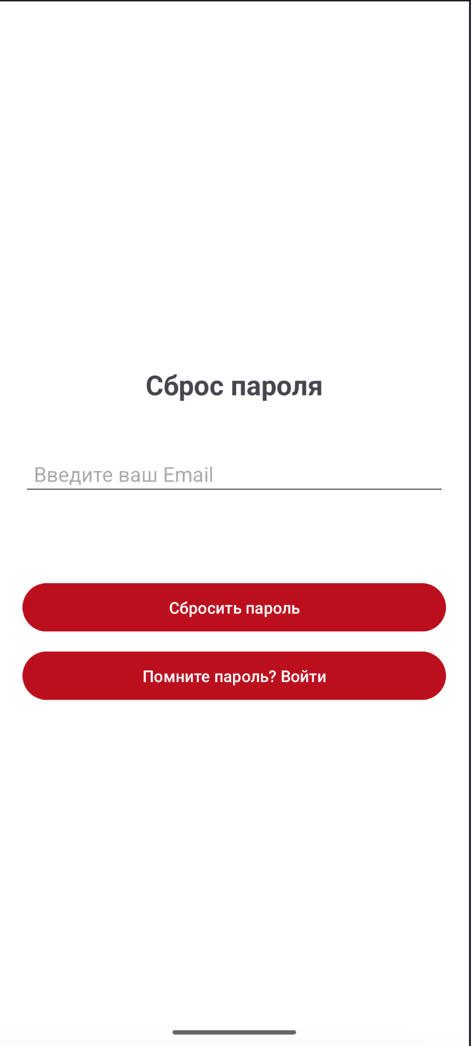 Сброс пароля
Введите ваш Email
Сбросить пароль
Помните пароль? Войти